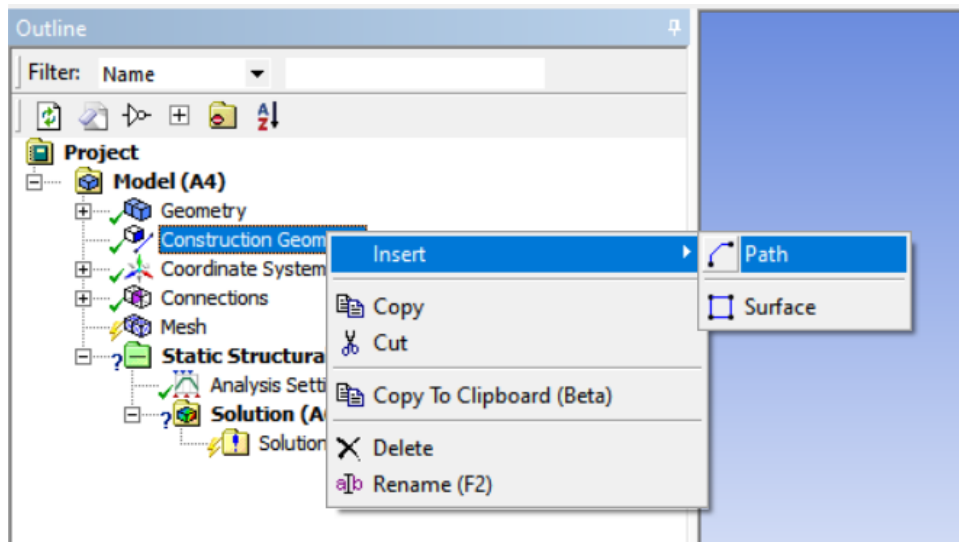 Outline
Filter: Name
Project
Model (A4)
Geometry
Construction Geom
Insert
Path
Coordinate System
Surface
Connections
Copy
Mesh
Cut
Static Structura
Analysis Setti
Copy To Clipboard (Beta)
Solution (A
Solution
Delete
Rename (F2)